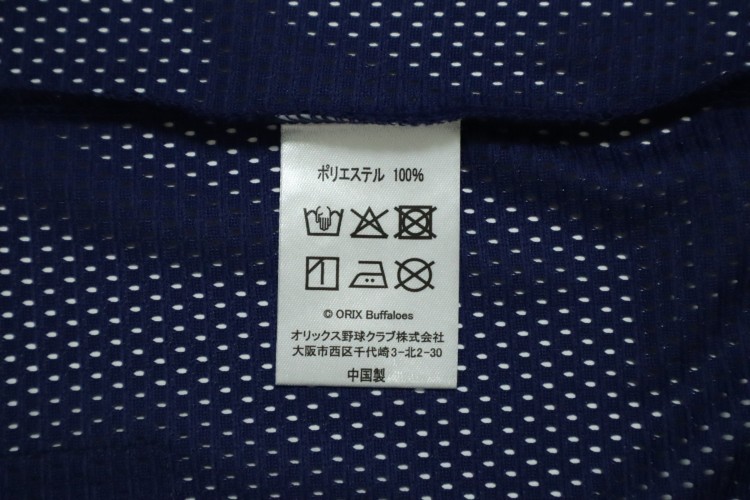 ポリエステル 100%
© ORIX Buffaloes
オリックス野球クラブ株式会社
大阪市西区千代崎3-北2-30
中国製